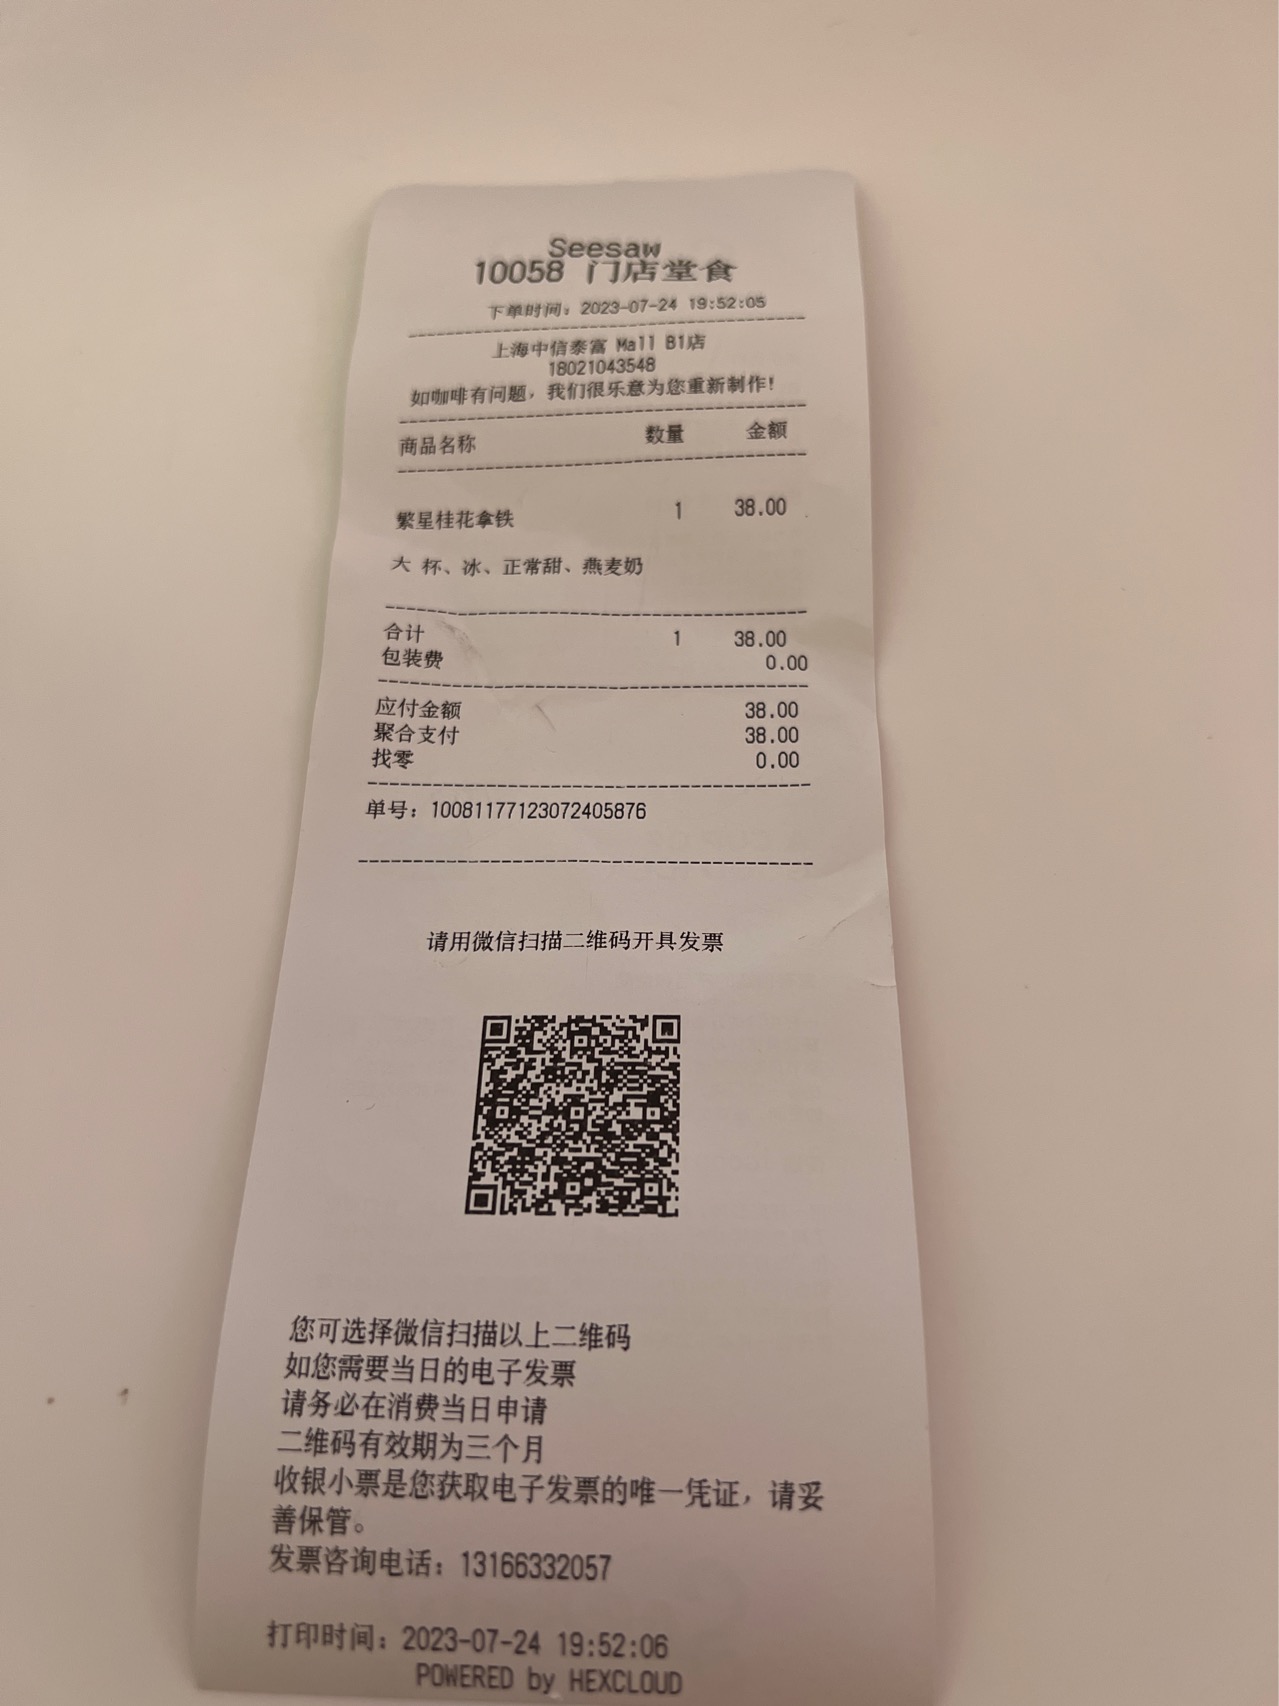 Seesaw
10058 门店堂食
下单时间：2023-07-24 19:52:05
上海中信泰富 Mall B1店
18021043548
如咖啡有问题，我们很乐意为您重新制作！
商品名称 数量 金额
繁星桂花拿铁 1 38.00
大 杯、冰、正常甜、燕麦奶
合计 1 38.00
包装费 0.00
应付金额 38.00
聚合支付 38.00
找零 0.00
单号：10081177123072405876
请用微信扫描二维码开具发票
您可选择微信扫描以上二维码
如您需要当日的电子发票
请务必在消费当日申请
二维码有效期为三个月
收银小票是您获取电子发票的唯一凭证，请妥
善保管。
发票咨询电话：13166332057
打印时间：2023-07-24 19:52:06
POWERED by HEXCLOUD